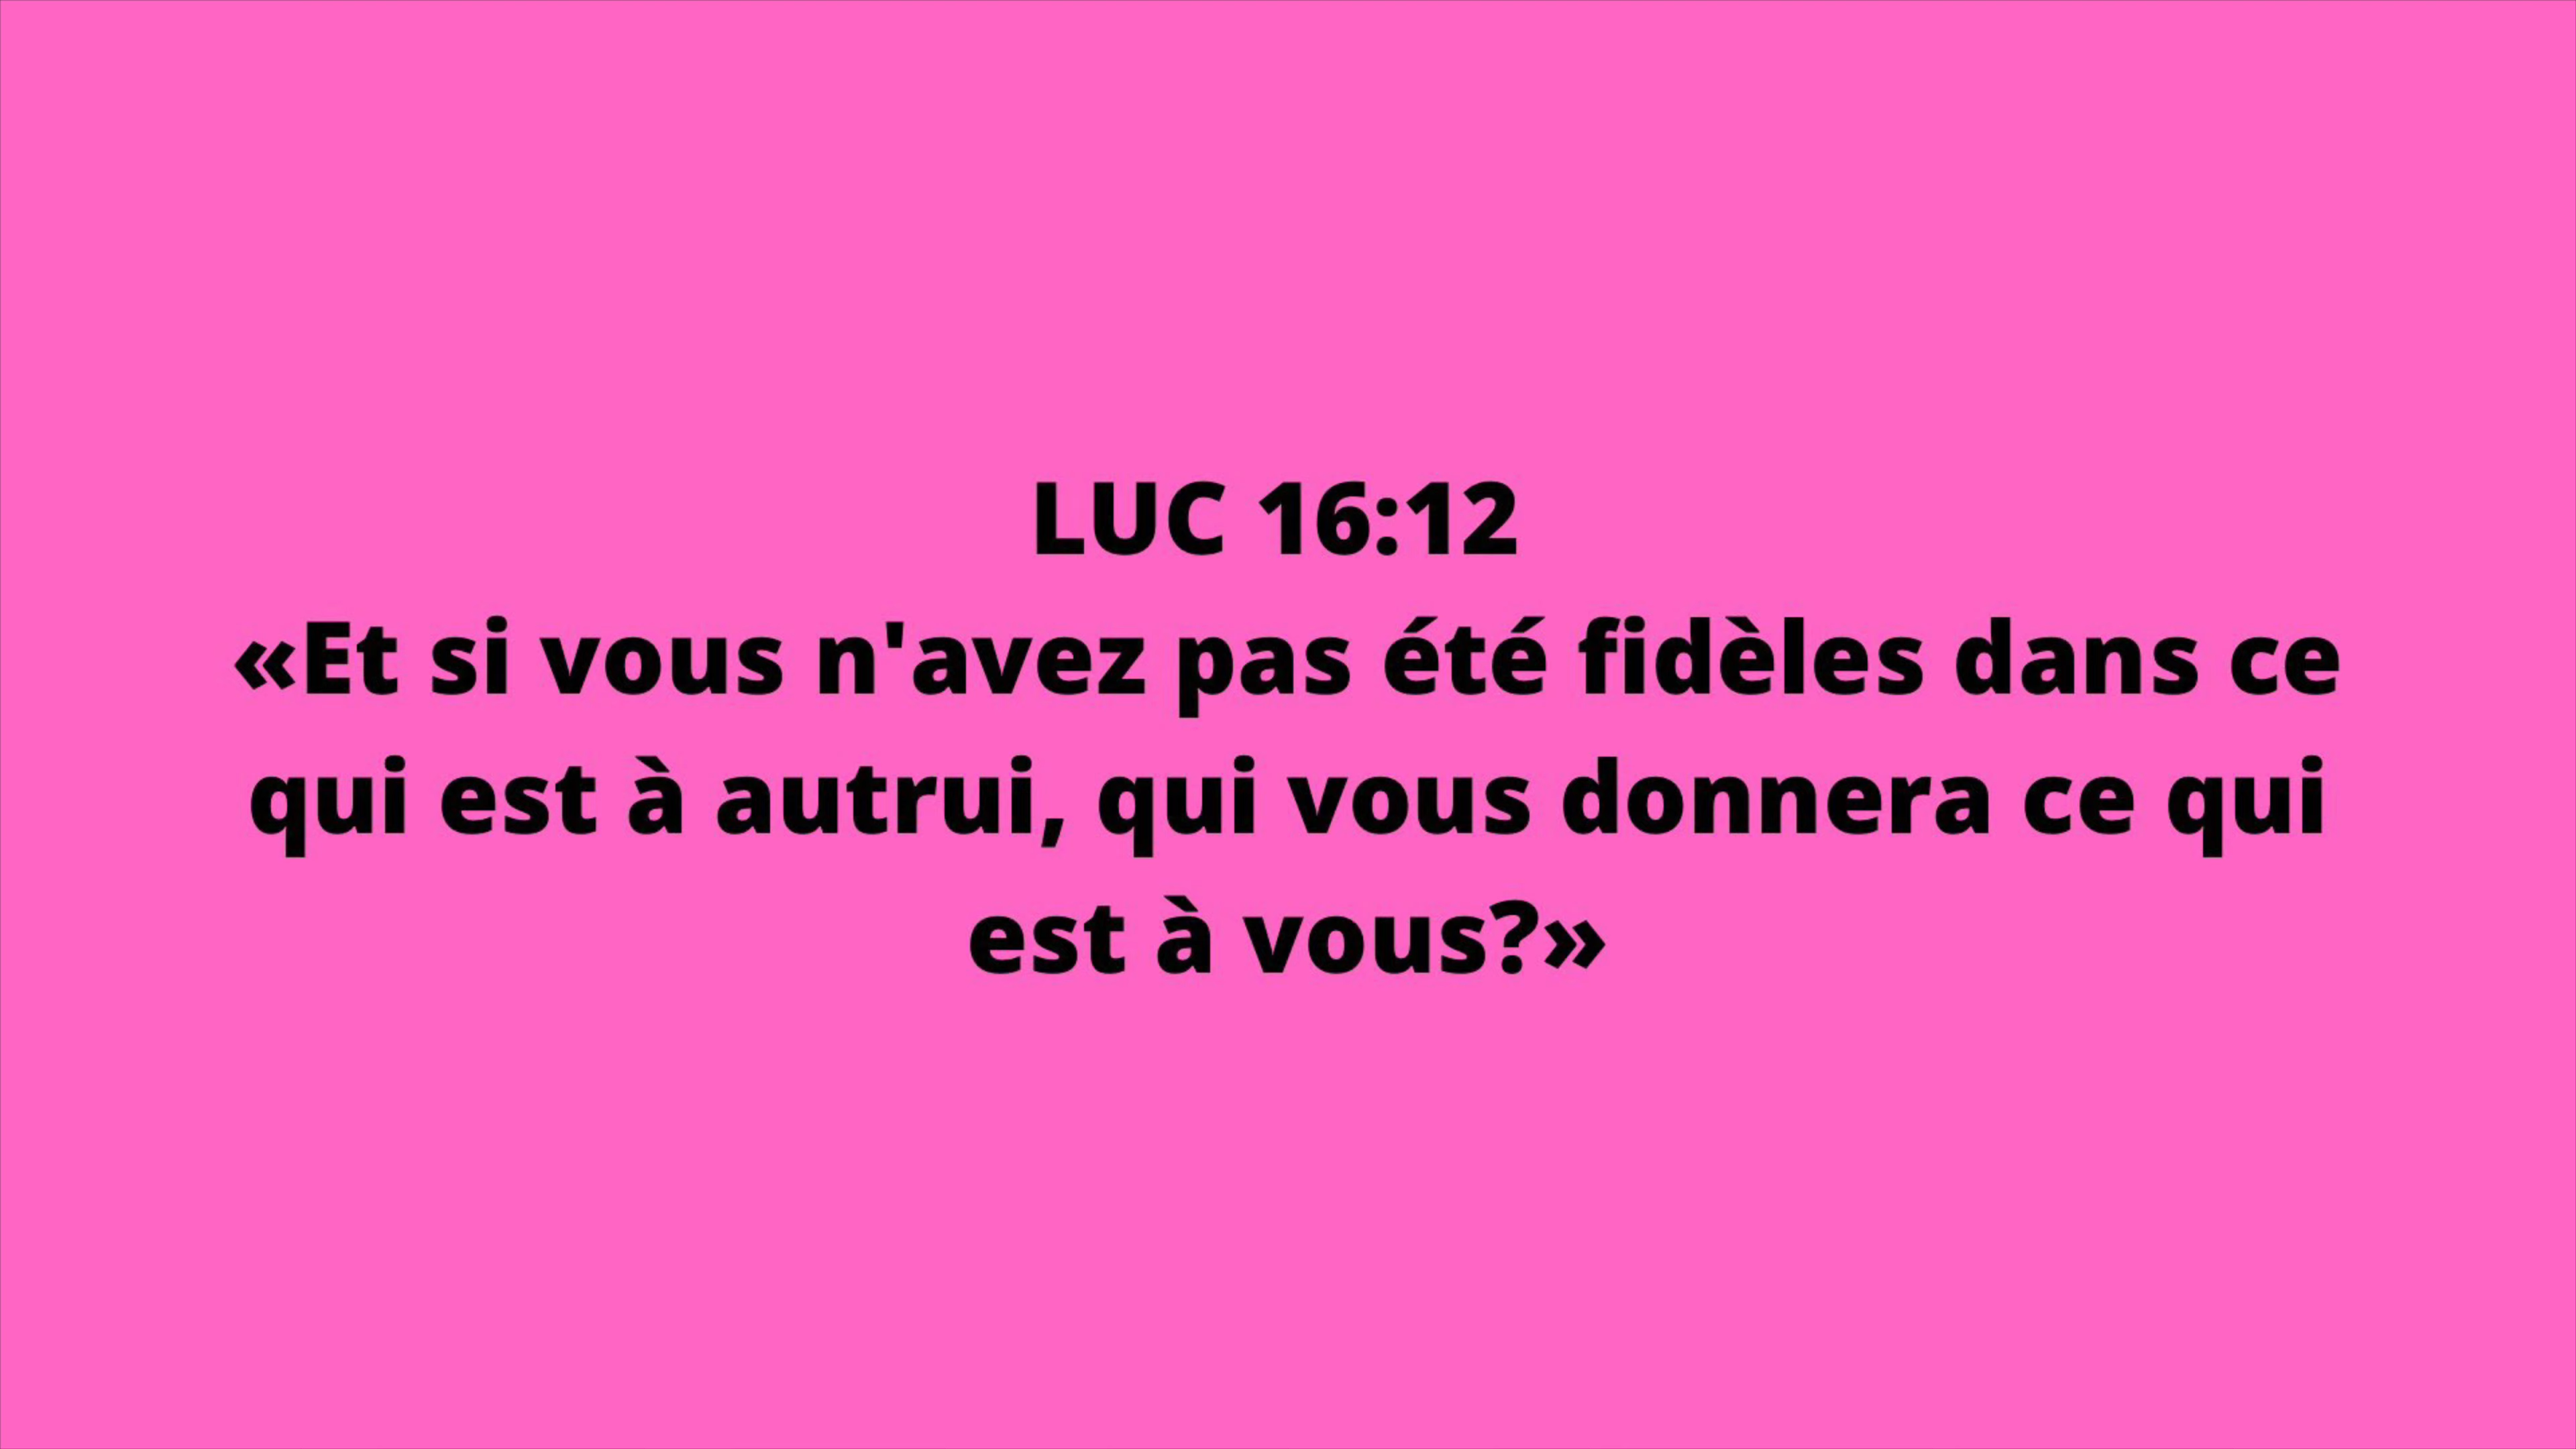 LUC 16:12
«Et si vous n'avez pas été fidèles dans ce
qui est à autrui, qui vous donnera ce qui
est à vous?»